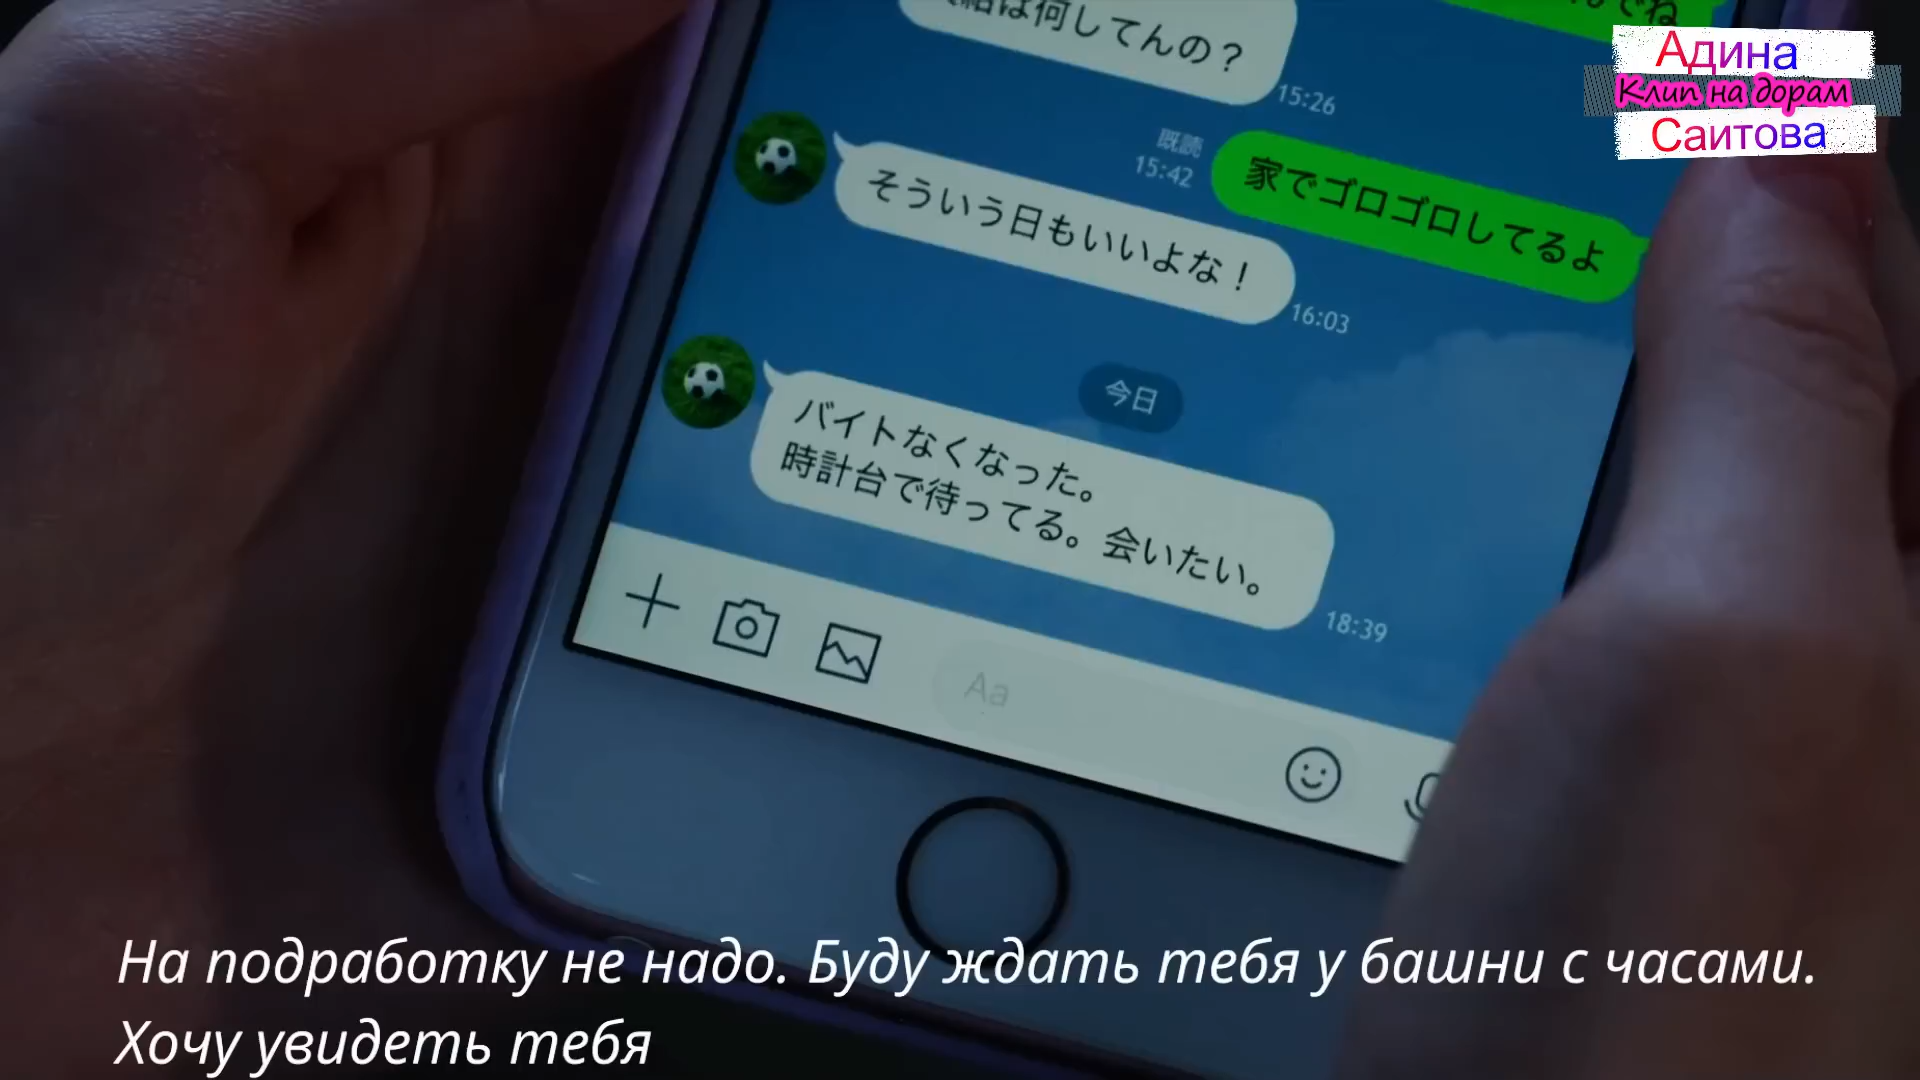 んでね
は何してんの？
15:26
既読
15:42
家でゴロゴロしてるよ
そういう日もいいよな！
16:03
今日
バイトなくなった。
時計台で待ってる。会いたい。
18:39
Aa
Адина
Клип на дорам
Саитова
На подработку не надо. Буду ждать тебя у башни с часами.
Хочу увидеть тебя